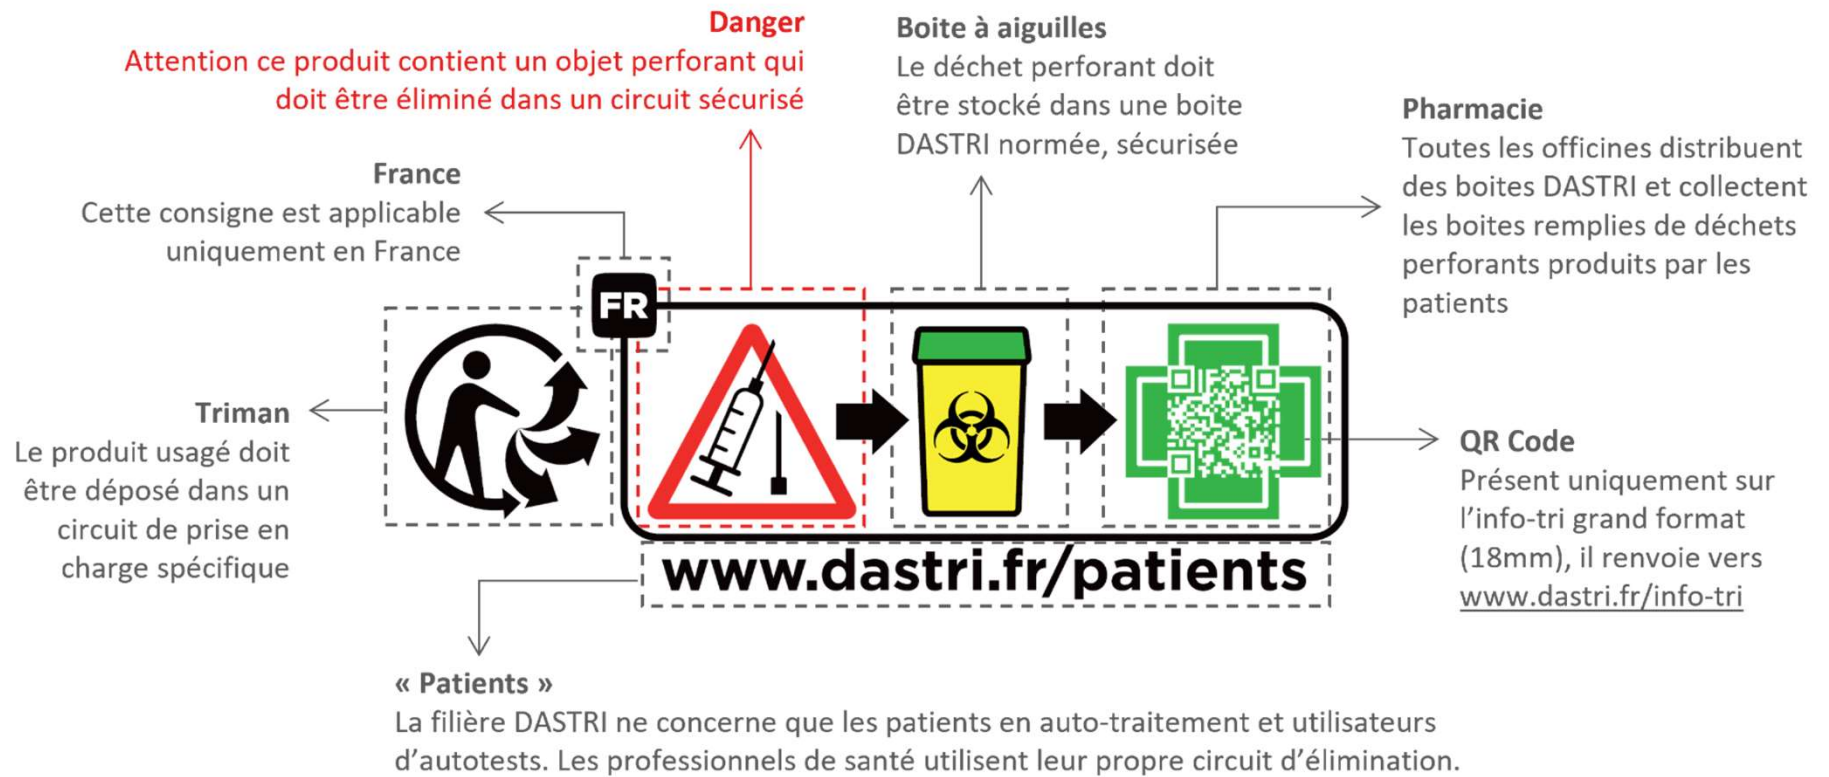 Danger
Attention ce produit contient un objet perforant qui
doit être éliminé dans un circuit sécurisé
Boite à aiguilles
Le déchet perforant doit
être stocké dans une boite
DASTRI normée, sécurisée
Pharmacie
Toutes les officines distribuent
des boites DASTRI et collectent
les boites remplies de déchets
perforants produits par les
patients
France
Cette consigne est applicable
uniquement en France
FR
Triman
Le produit usagé doit
être déposé dans un
circuit de prise en
charge spécifique
QR Code
Présent uniquement sur
l’info-tri grand format
(18mm), il renvoie vers
www.dastri.fr/info-tri
www.dastri.fr/patients
« Patients »
La filière DASTRI ne concerne que les patients en auto-traitement et utilisateurs
d’autotests. Les professionnels de santé utilisent leur propre circuit d’élimination.